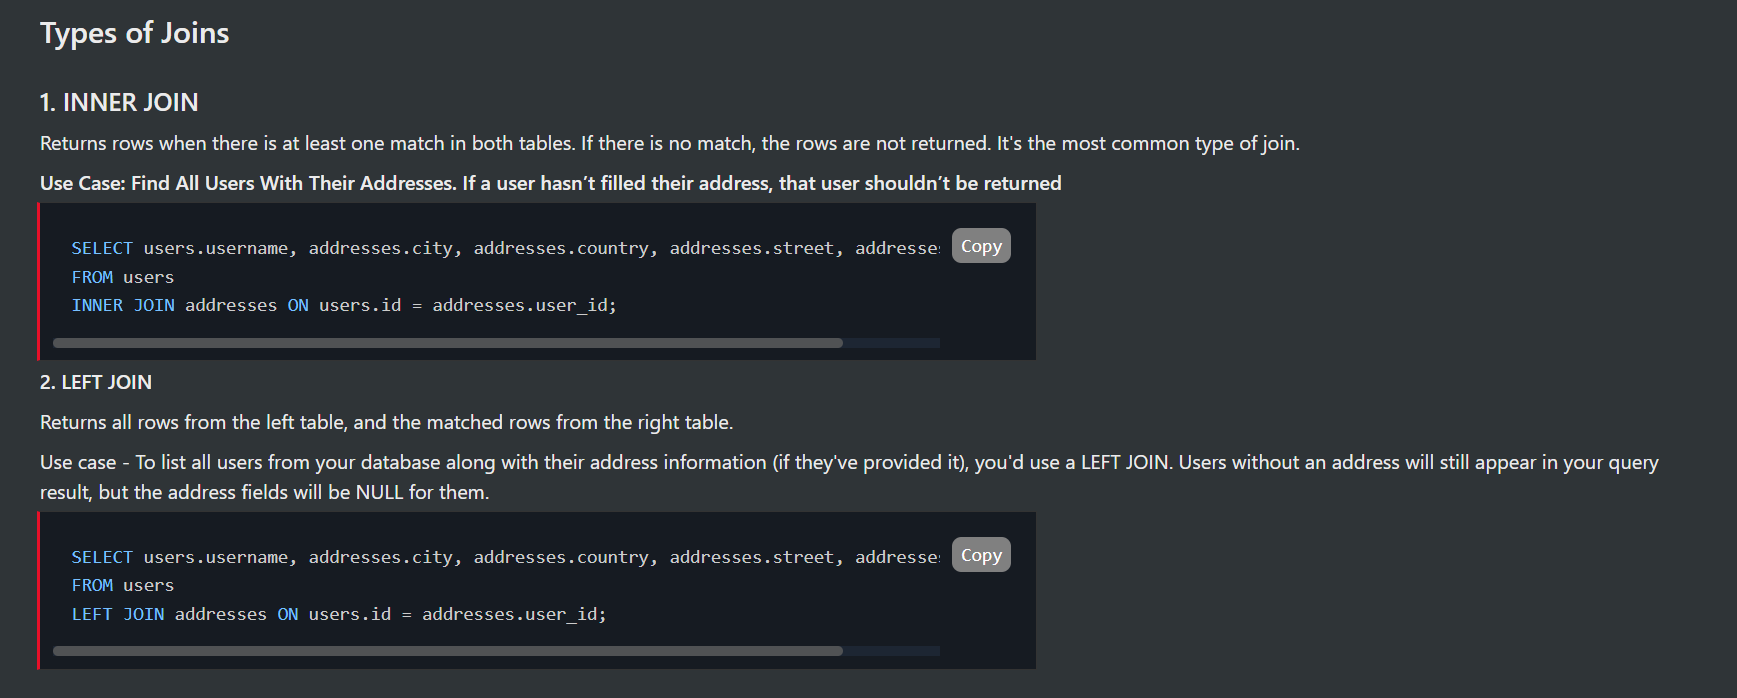 Types of Joins
1. INNER JOIN
Returns rows when there is at least one match in both tables. If there is no match, the rows are not returned. It's the most common type of join.
Use Case: Find All Users With Their Addresses. If a user hasn’t filled their address, that user shouldn’t be returned
SELECT users.username, addresses.city, addresses.country, addresses.street,
Copy
FROM users
INNER JOIN addresses ON users.id = addresses.user_id;
2. LEFT JOIN
Returns all rows from the left table, and the matched rows from the right table.
Use case - To list all users from your database along with their address information (if they've provided it), you'd use a LEFT JOIN. Users without an address will still appear in your query
result, but the address fields will be NULL for them.
SELECT users.username, addresses.city, addresses.country, addresses.street,
Copy
FROM users
LEFT JOIN addresses ON users.id = addresses.user_id;